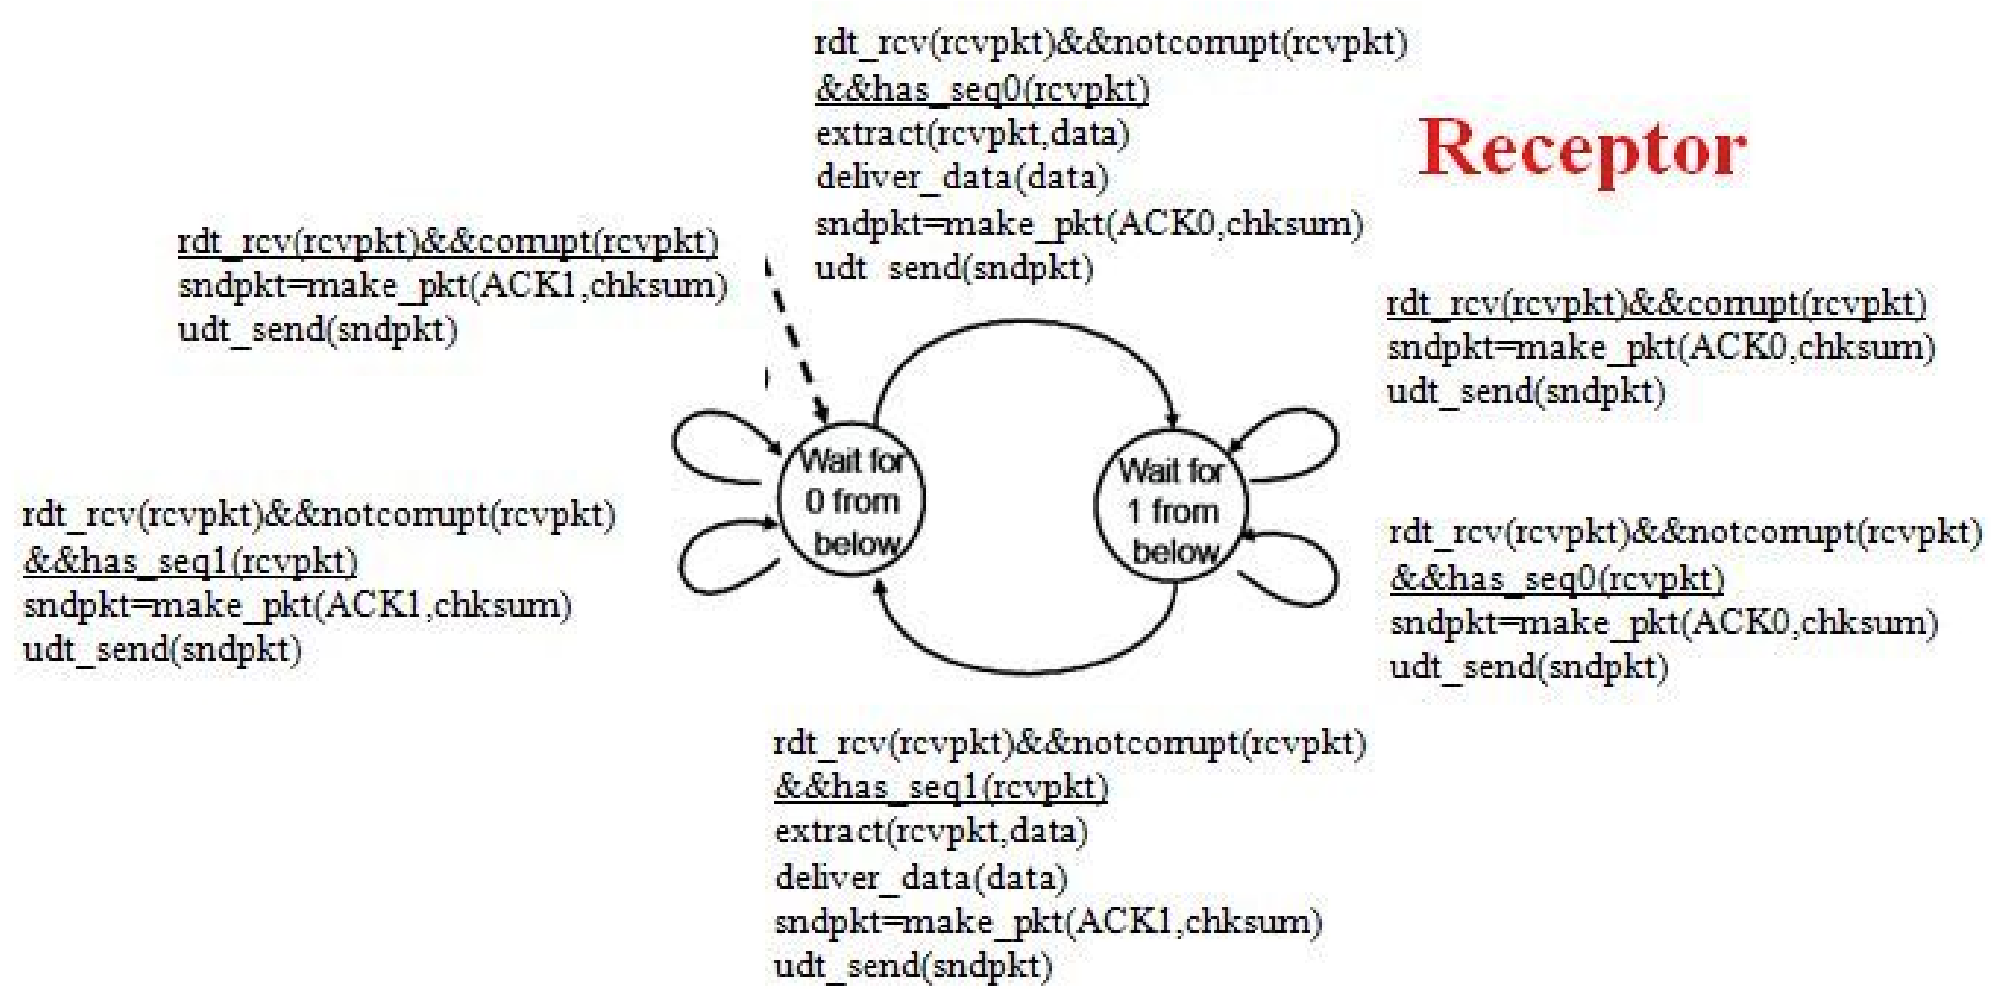 rdt_rcv(rcvpkt)&&notcorrupt(rcvpkt)
&&has_seq0(rcvpkt)
extract(rcvpkt,data)
deliver_data(data)
sndpkt=make_pkt(ACK0,chksum)
udt_send(sndpkt)
Receptor
rdt_rcv(rcvpkt)&&corrupt(rcvpkt)
sndpkt=make_pkt(ACK1,chksum)
udt_send(sndpkt)
rdt_rcv(rcvpkt)&&corrupt(rcvpkt)
sndpkt=make_pkt(ACK0,chksum)
udt_send(sndpkt)
Wait for
0 from
below
Wait for
1 from
below
rdt_rcv(rcvpkt)&&notcorrupt(rcvpkt)
&&has_seq1(rcvpkt)
sndpkt=make_pkt(ACK1,chksum)
udt_send(sndpkt)
rdt_rcv(rcvpkt)&&notcorrupt(rcvpkt)
&&has_seq0(rcvpkt)
sndpkt=make_pkt(ACK0,chksum)
udt_send(sndpkt)
rdt_rcv(rcvpkt)&&notcorrupt(rcvpkt)
&&has_seq1(rcvpkt)
extract(rcvpkt,data)
deliver_data(data)
sndpkt=make_pkt(ACK1,chksum)
udt_send(sndpkt)